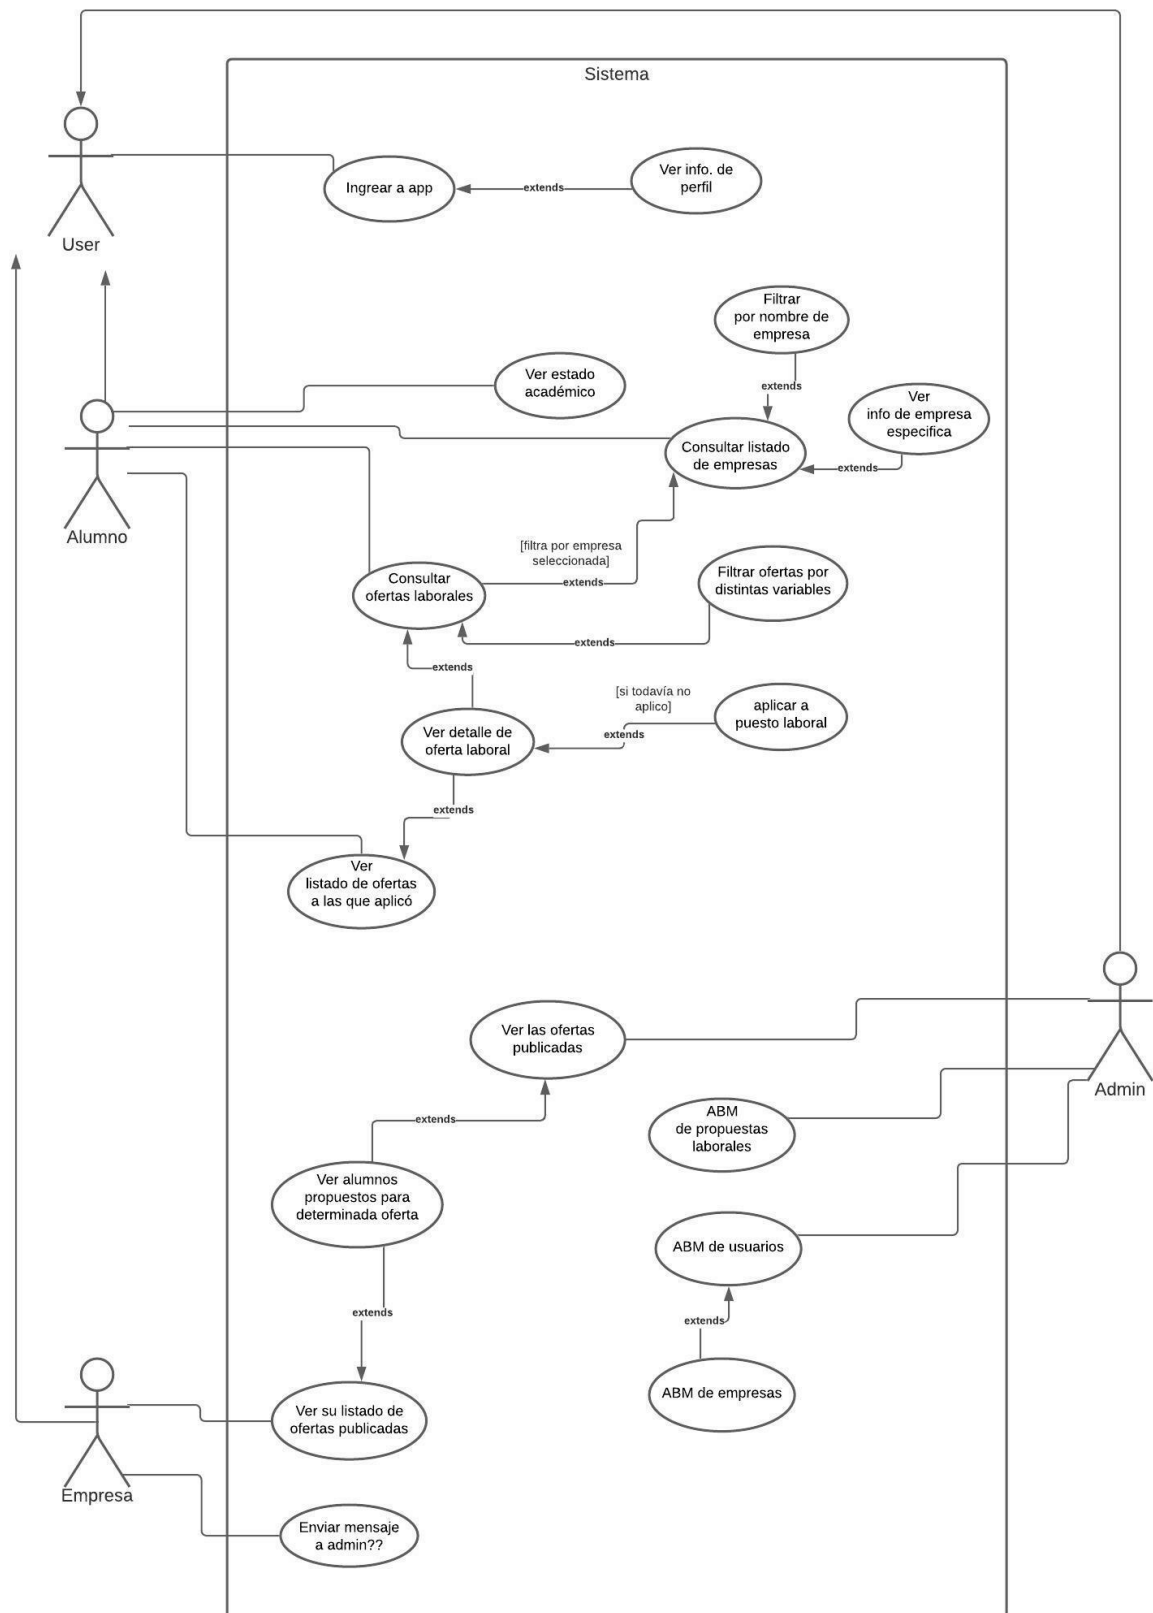 Sistema
User
Ingrear a app
extends
Ver info. de
perfil
Filtrar
por nombre de
empresa
extends
Ver estado
académico
Ver
info de empresa
especifica
Consultar listado
de empresas
extends
Alumno
[filtra por empresa
seleccionada]
extends
Consultar
ofertas laborales
Filtrar ofertas por
distintas variables
extends
extends
[si todavía no
aplico]
extends
aplicar a
puesto laboral
Ver detalle de
oferta laboral
extends
Ver
listado de ofertas
a las que aplicó
Ver las ofertas
publicadas
Admin
extends
ABM
de propuestas
laborales
Ver alumnos
propuestos para
determinada oferta
ABM de usuarios
extends
extends
ABM de empresas
Ver su listado de
ofertas publicadas
Empresa
Enviar mensaje
a admin??